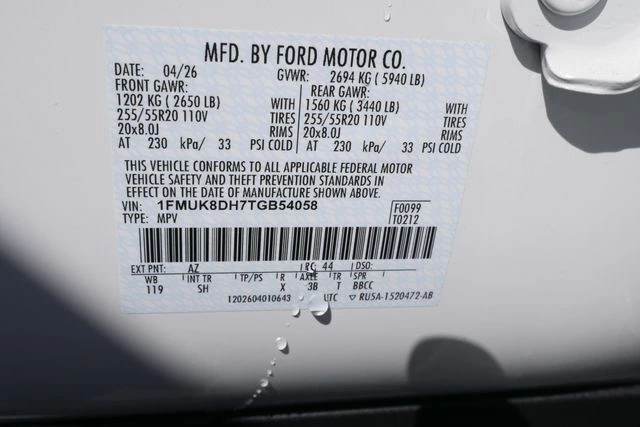 MFD. BY FORD MOTOR CO.
DATE: 04/26 GVWR: 2694 KG ( 5940 LB)
FRONT GAWR: REAR GAWR:
1202 KG ( 2650 LB) WITH 1560 KG ( 3440 LB) WITH
255/55R20 110V TIRES 255/55R20 110V TIRES
20x8.0J RIMS 20x8.0J RIMS
AT 230 kPa/ 33 PSI COLD AT 230 kPa/ 33 PSI COLD
THIS VEHICLE CONFORMS TO ALL APPLICABLE FEDERAL MOTOR
VEHICLE SAFETY AND THEFT PREVENTION STANDARDS IN
EFFECT ON THE DATE OF MANUFACTURE SHOWN ABOVE.
VIN: 1FMUK8DH7TGB54058 F0099
TYPE: MPV T0212
EXT PNT: AZ RC: 44 DSO:
WB INT TR TP/PS R AXLE TR SPR
119 SH X 3B T BBCC
1202604010643 UTC ▽ RU5A-1520472-AB